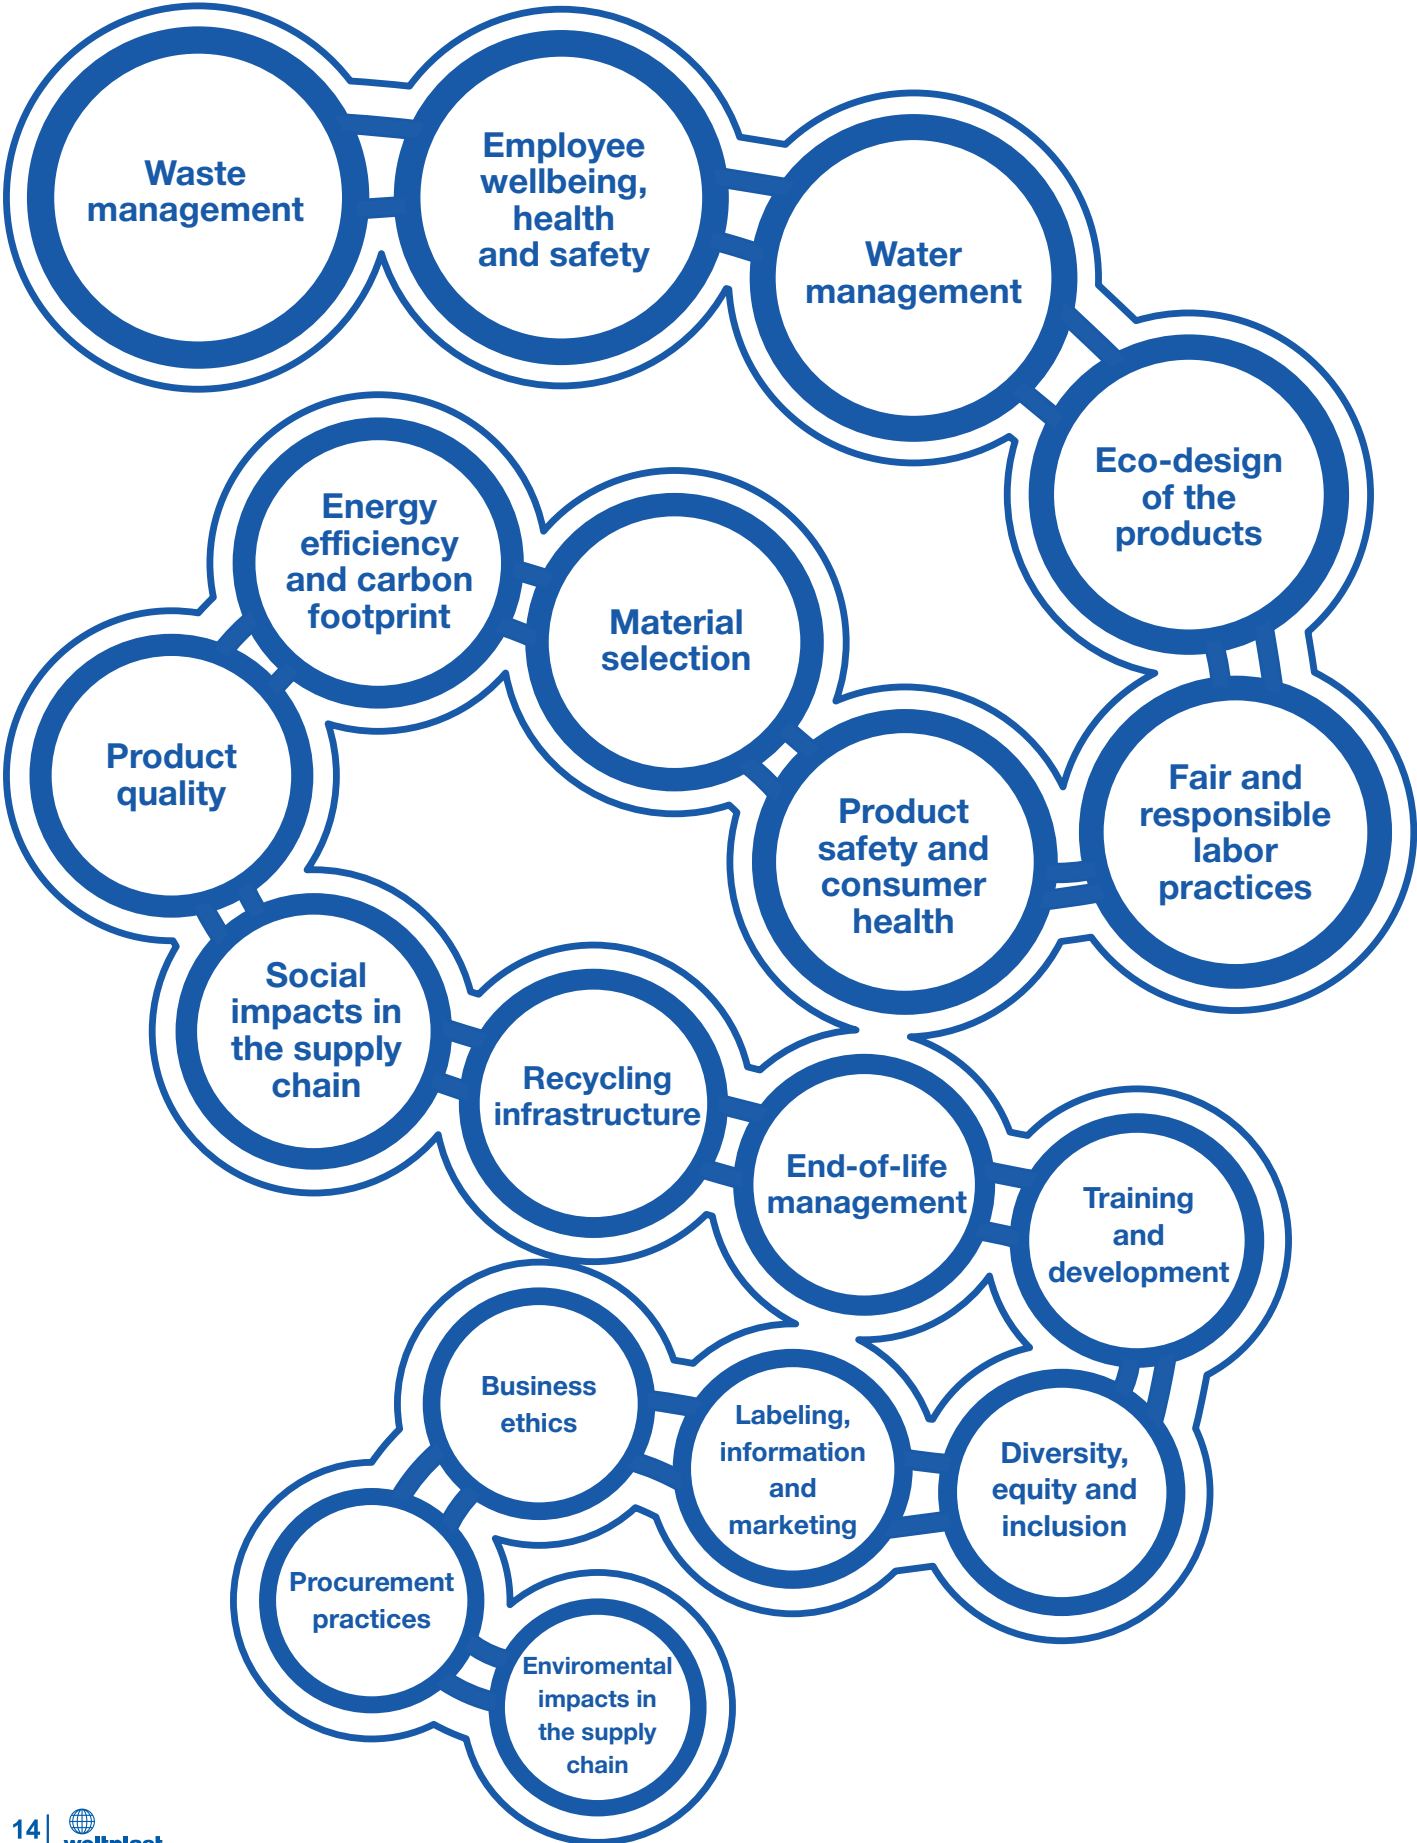 Waste
management
Employee
wellbeing,
health
and safety
Water
management
Eco-design
of the
products
Fair and
responsible
labor
practices
Product
safety and
consumer
health
Material
selection
Energy
efficiency
and carbon
footprint
Product
quality
Social
impacts in
the supply
chain
Recycling
infrastructure
End-of-life
management
Training
and
development
Diversity,
equity and
inclusion
Labeling,
information
and
marketing
Business
ethics
Procurement
practices
Enviromental
impacts in
the supply
chain
14
weltplast